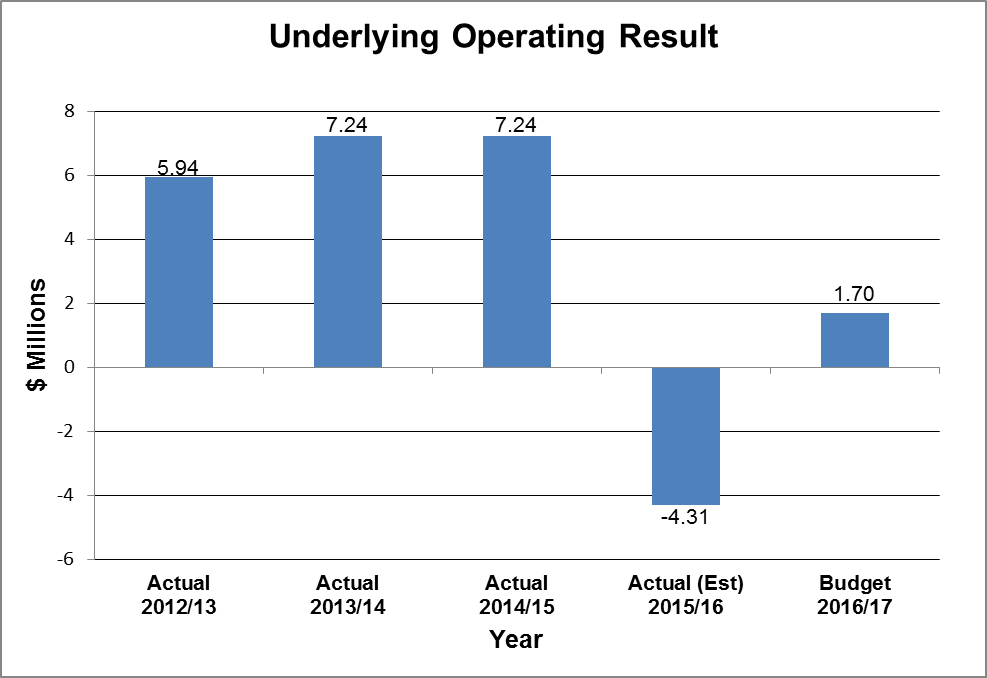 Underlying Operating Result
$ Millions
8
6
4
2
0
-2
-4
-6
5.94
7.24
7.24
-4.31
1.70
Actual
2012/13
Actual
2013/14
Actual
2014/15
Actual (Est)
2015/16
Budget
2016/17
Year